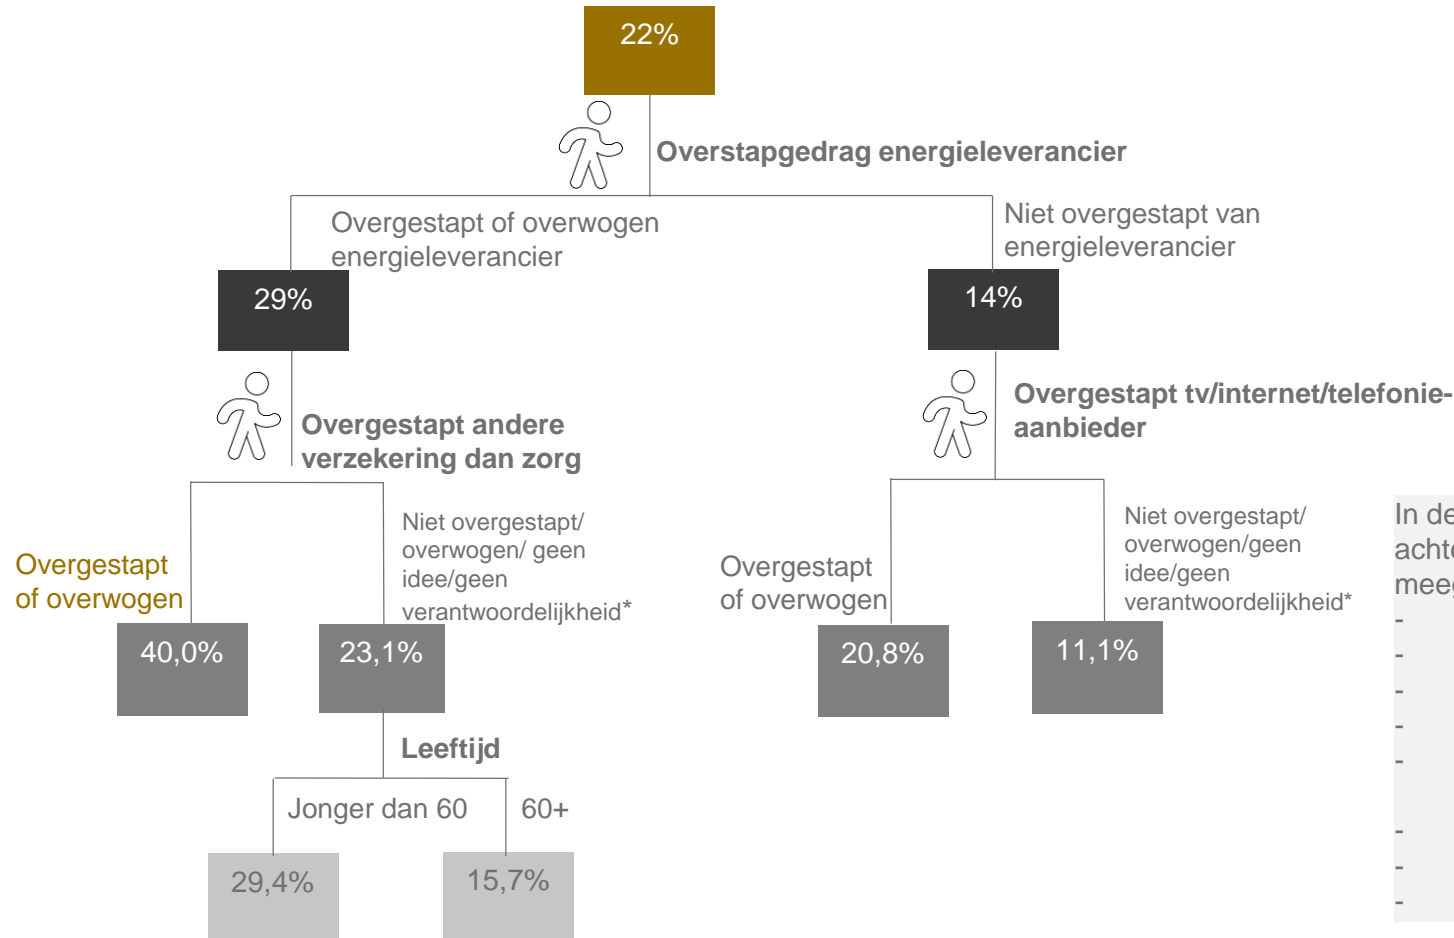 22%
Overstapgedrag energieleverancier
Overgestapt of overwogen
energieleverancier
Niet overgestapt van
energieleverancier
29%
14%
Overgestapt andere
verzekering dan zorg
Overgestapt tv/internet/telefonie-
aanbieder
Overgestapt
of overwogen
Niet overgestapt/
overwogen/ geen
idee/geen
verantwoordelijkheid*
Overgestapt
of overwogen
Niet overgestapt/
overwogen/geen
idee/geen
verantwoordelijkheid*
40,0%
23,1%
20,8%
11,1%
Leeftijd
Jonger dan 60
60+
29,4%
15,7%
In de
-
-
-
-
-
-
-
-